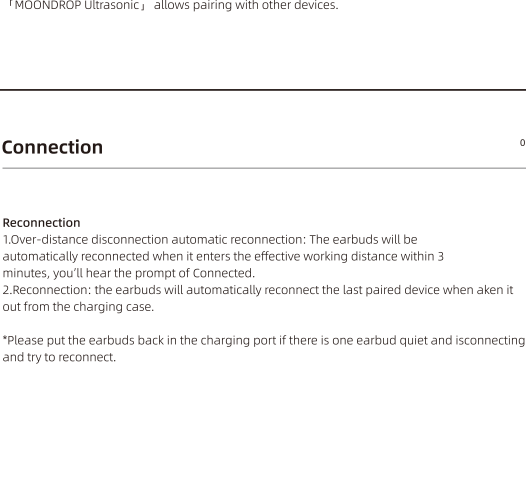 「MOONDROP Ultrasonic」 allows pairing with other devices.
Connection
0
Reconnection
1.Over-distance disconnection automatic reconnection: The earbuds will be
automatically reconnected when it enters the effective working distance within 3
minutes, you'll hear the prompt of Connected.
2.Reconnection: the earbuds will automatically reconnect the last paired device when aken it
out from the charging case.
*Please put the earbuds back in the charging port if there is one earbud quiet and isconnecting
and try to reconnect.